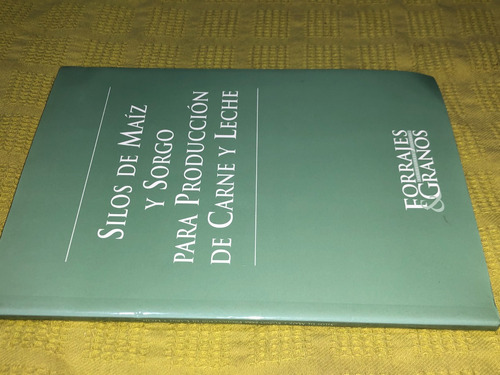 SILOS DE MAÍZ
Y SORGO
PARA PRODUCCIÓN
DE CARNE Y LECHE
FORRAJES
& GRANOS